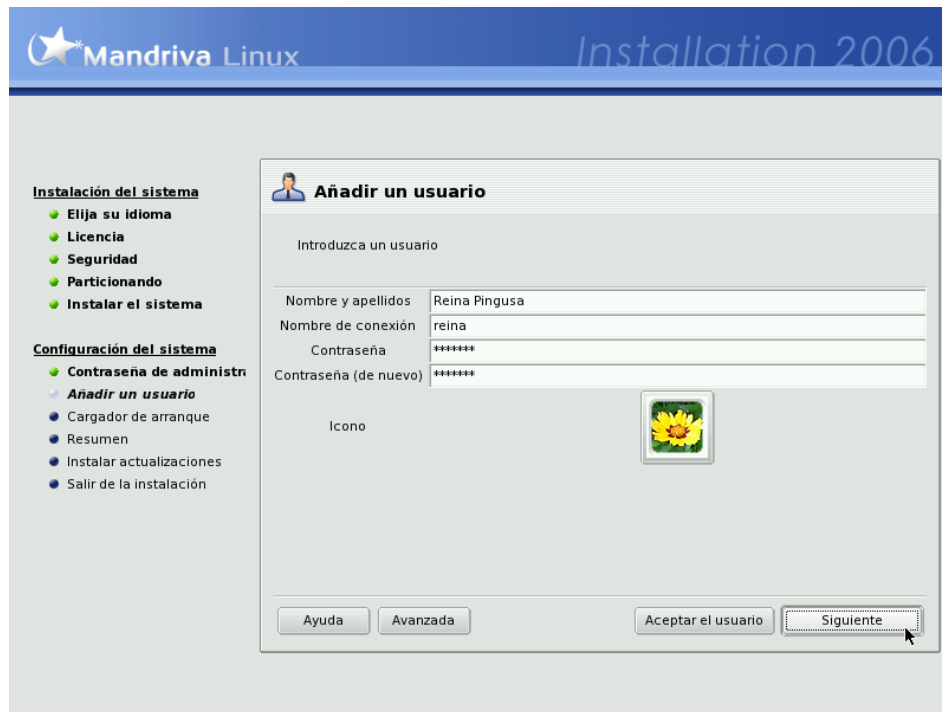 Mandriva Linux
Installation 2006
Instalación del sistema
Elija su idioma
Licencia
Seguridad
Particionando
Instalar el sistema
Configuración del sistema
Contraseña de administra
Añadir un usuario
Cargador de arranque
Resumen
Instalar actualizaciones
Salir de la instalación
Añadir un usuario
Introduzca un usuario
Nombre y apellidos Reina Pingusa
Nombre de conexión reina
Contraseña *******
Contraseña (de nuevo) *******
Icono
Ayuda Avanzada Aceptar el usuario Siguiente